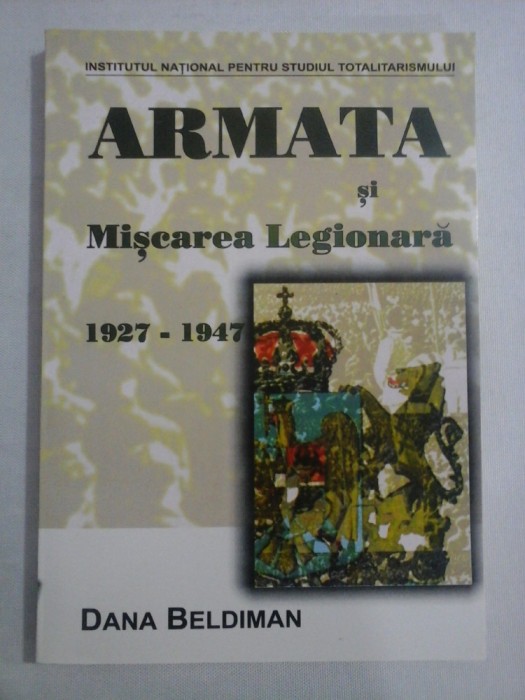 INSTITUTUL NAȚIONAL PENTRU STUDIUL TOTALITARISMULUI
ARMATA
și
Mișcarea Legionară
1927 - 1947
DANA BELDIMAN